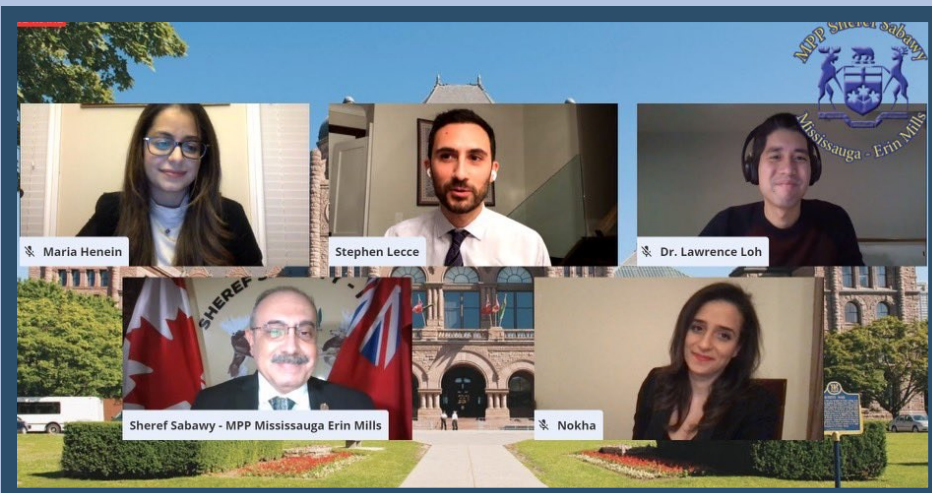 MPP Sheref Sabawy
Mississauga - Erin Mills
Maria Henein
Stephen Lecce
Dr. Lawrence Loh
SHEREF S
Sheref Sabawy - MPP Mississauga Erin Mills
Nokha